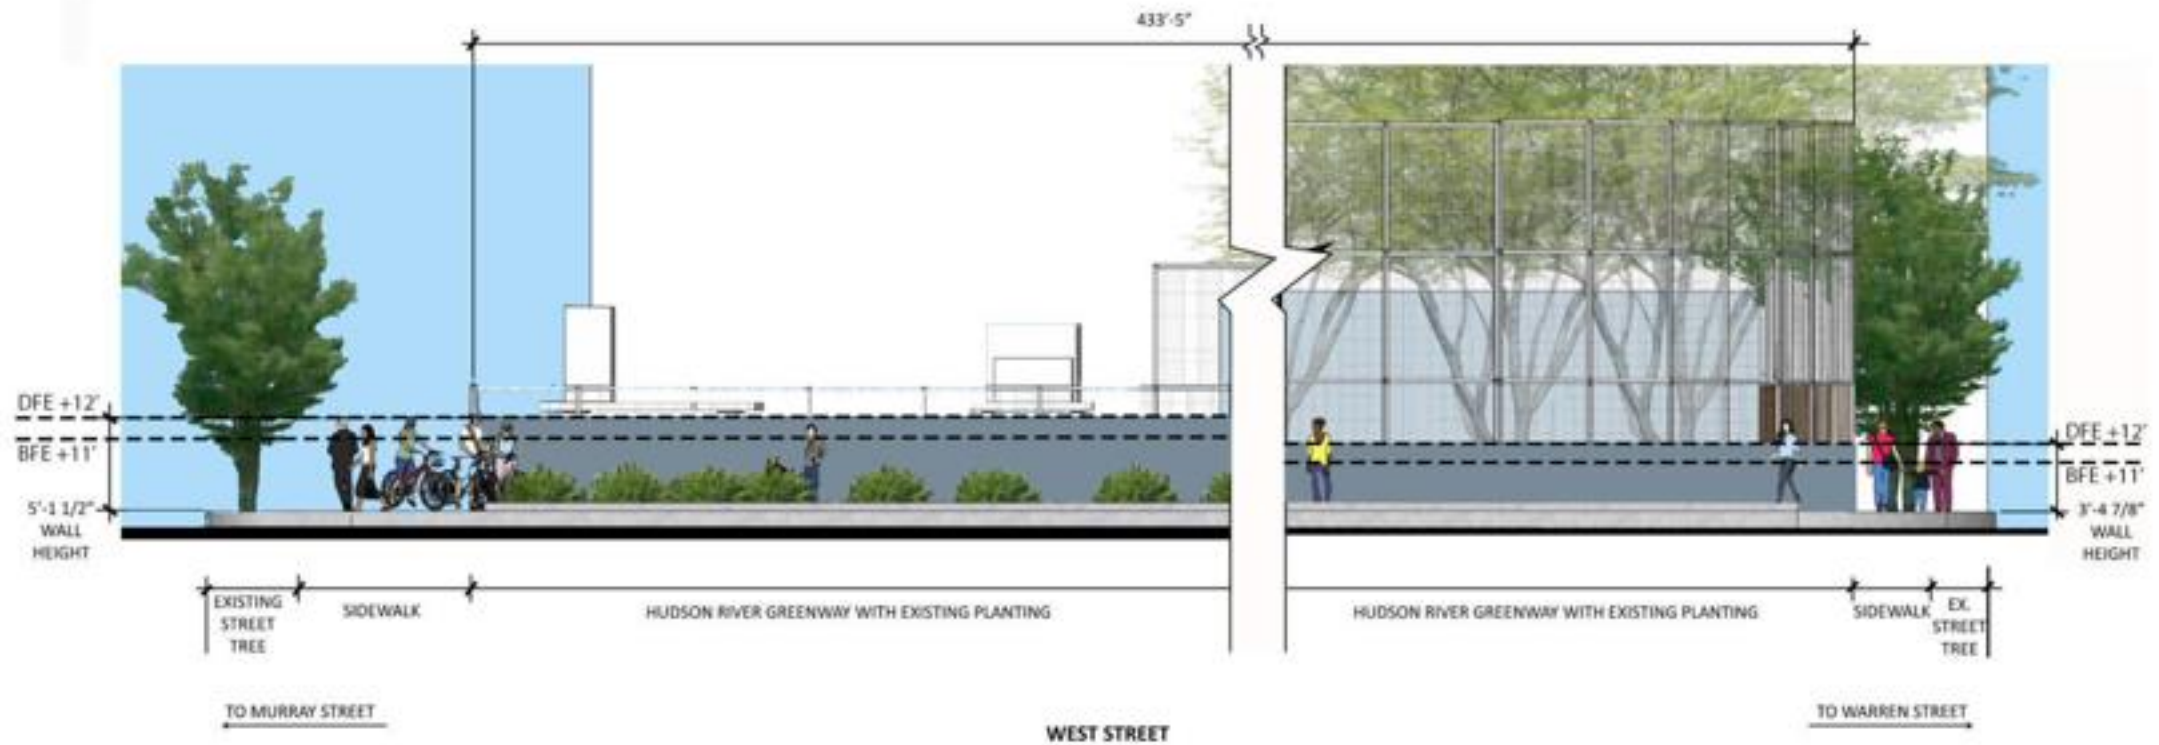 433'-5"
DFE +12'
BFE +11'
5'-1 1/2"
WALL
HEIGHT
DFE +12'
BFE +11'
3'-4 7/8"
WALL
HEIGHT
EXISTING
STREET
TREE
SIDEWALK
HUDSON RIVER GREENWAY WITH EXISTING PLANTING
HUDSON RIVER GREENWAY WITH EXISTING PLANTING
SIDEWALK
EX.
STREET
TREE
TO MURRAY STREET
WEST STREET
TO WARREN STREET